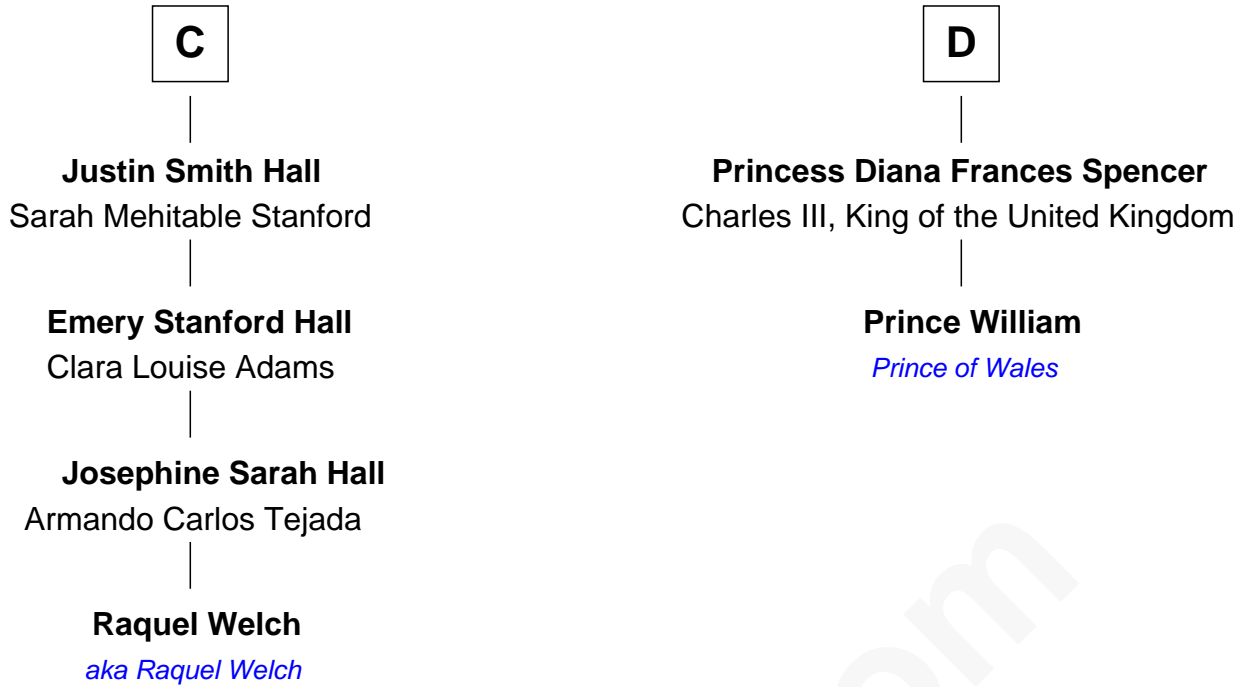 C
Justin Smith Hall
Sarah Mehitable Stanford
Emery Stanford Hall
Clara Louise Adams
Josephine Sarah Hall
Armando Carlos Tejada
Raquel Welch
aka Raquel Welch
D
Princess Diana Frances Spencer
Charles III, King of the United Kingdom
Prince William
Prince of Wales
om